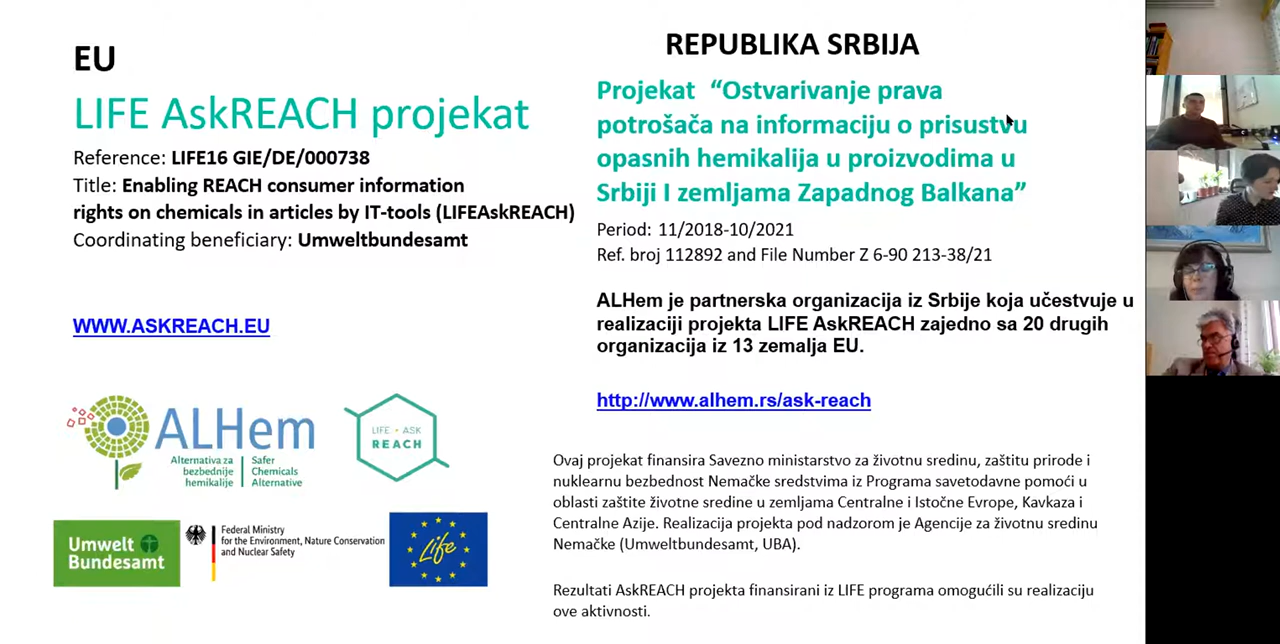 EU
LIFE AskREACH projekat
Reference: LIFE16 GIE/DE/000738
Title: Enabling REACH consumer information
rights on chemicals in articles by IT-tools (LIFEAskREACH)
Coordinating beneficiary: Umweltbundesamt
WWW.ASKREACH.EU
ALHem
Alternativa za
bezbednije
hemikalije
Safer
Chemicals
Alternative
LIFE • ASK
REACH
Umwelt
Bundesamt
Federal Ministry
for the Environment, Nature Conservation
and Nuclear Safety
Life
REPUBLIKA SRBIJA
Projekat “Ostvarivanje prava
potrošača na informaciju o prisustvu
opasnih hemikalija u proizvodima u
Srbiji I zemljama Zapadnog Balkana”
Period: 11/2018-10/2021
Ref. broj 112892 and File Number Z 6-90 213-38/21
ALHem je partnerska organizacija iz Srbije koja učestvuje u
realizaciji projekta LIFE AskREACH zajedno sa 20 drugih
organizacija iz 13 zemalja EU.
http://www.alhem.rs/ask-reach
Ovaj projekat finansira Savezno ministarstvo za životnu sredinu, zaštitu prirode i
nuklearnu bezbednost Nemačke sredstvima iz Programa savetodavne pomoći u
oblasti zaštite životne sredine u zemljama Centralne i Istočne Evrope, Kavkaza i
Centralne Azije. Realizacija projekta pod nadzorom je Agencije za životnu sredinu
Nemačke (Umweltbundesamt, UBA).
Rezultati AskREACH projekta finansirani iz LIFE programa omogućili su realizaciju
ove aktivnosti.